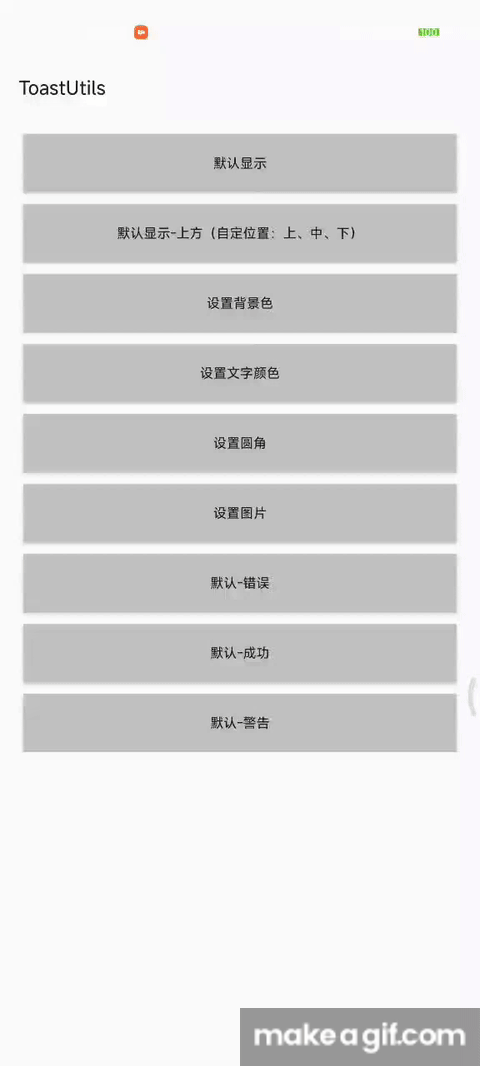 100
ToastUtils
默认显示
默认显示-上方（自定位置：上、中、下）
设置背景色
设置文字颜色
设置圆角
设置图片
默认-错误
默认-成功
默认-警告
makeagif.com